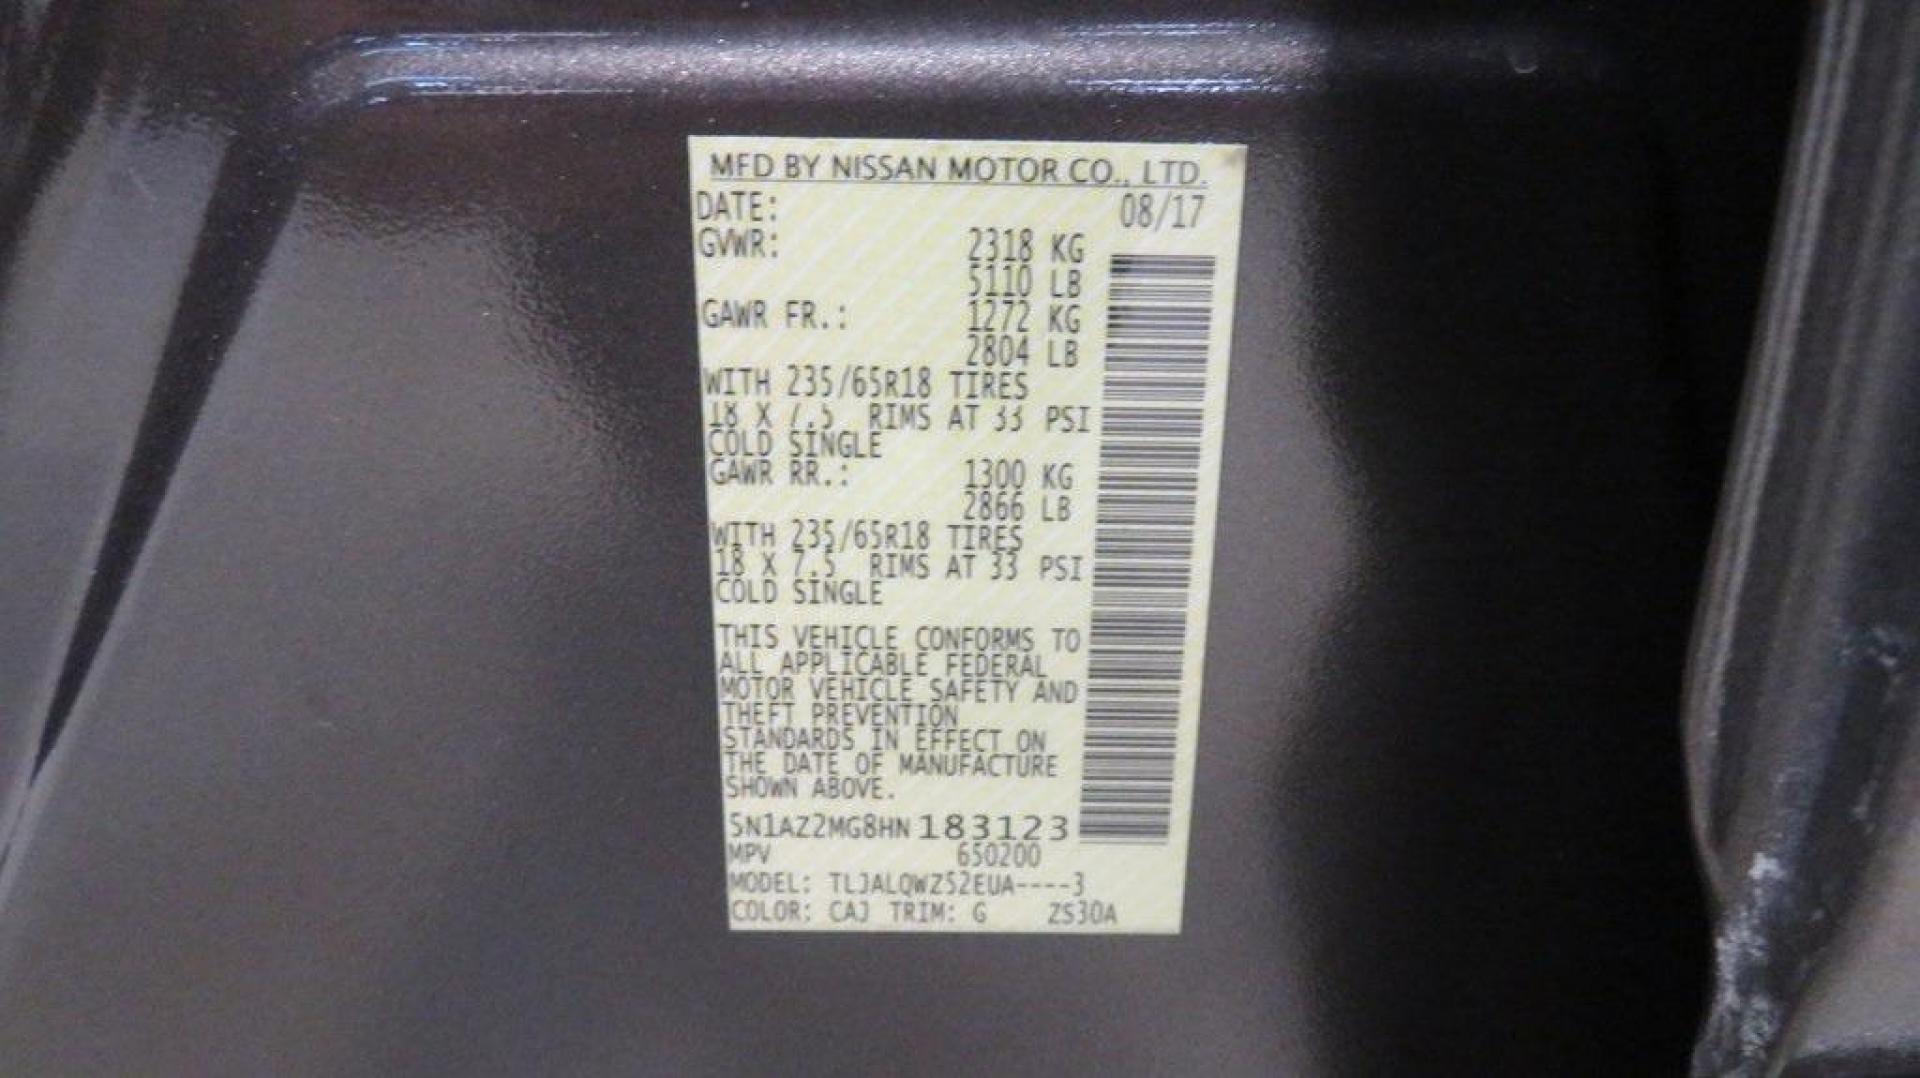 MFD BY NISSAN MOTOR CO., LTD.
DATE: 08/17
GVWR: 2318 KG
5110 LB
GAWR FR.: 1272 KG
2804 LB
WITH 235/65R18 TIRES
18 X 7.5 RIMS AT 33 PSI
COLD SINGLE
GAWR RR.: 1300 KG
2866 LB
WITH 235/65R18 TIRES
18 X 7.5 RIMS AT 33 PSI
COLD SINGLE
THIS VEHICLE CONFORMS TO
ALL APPLICABLE FEDERAL
MOTOR VEHICLE SAFETY AND
THEFT PREVENTION
STANDARDS IN EFFECT ON
THE DATE OF MANUFACTURE
SHOWN ABOVE.
5N1AZ2MG8HN183123
MPV 650200
MODEL: TLJALQWZ52EUA----3
COLOR: CAJ TRIM: G ZS30A